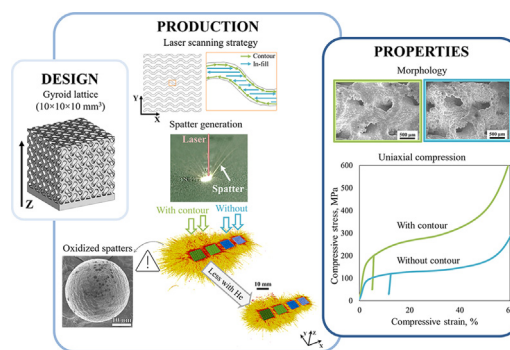 DESIGN
Gyroid lattice
(10×10×10 mm³)
Z
PRODUCTION
Laser scanning strategy
Y
X
Contour
In-fill
Spatter generation
Laser
Spatter
With contour
Without
Oxidized spatters
10 mm
Less with He
10 mm
Y
Z
X
PROPERTIES
Morphology
500 µm
500 µm
Uniaxial compression
Compressive stress, MPa
600
500
400
300
200
100
0
With contour
Without contour
0
20
40
60
Compressive strain, %